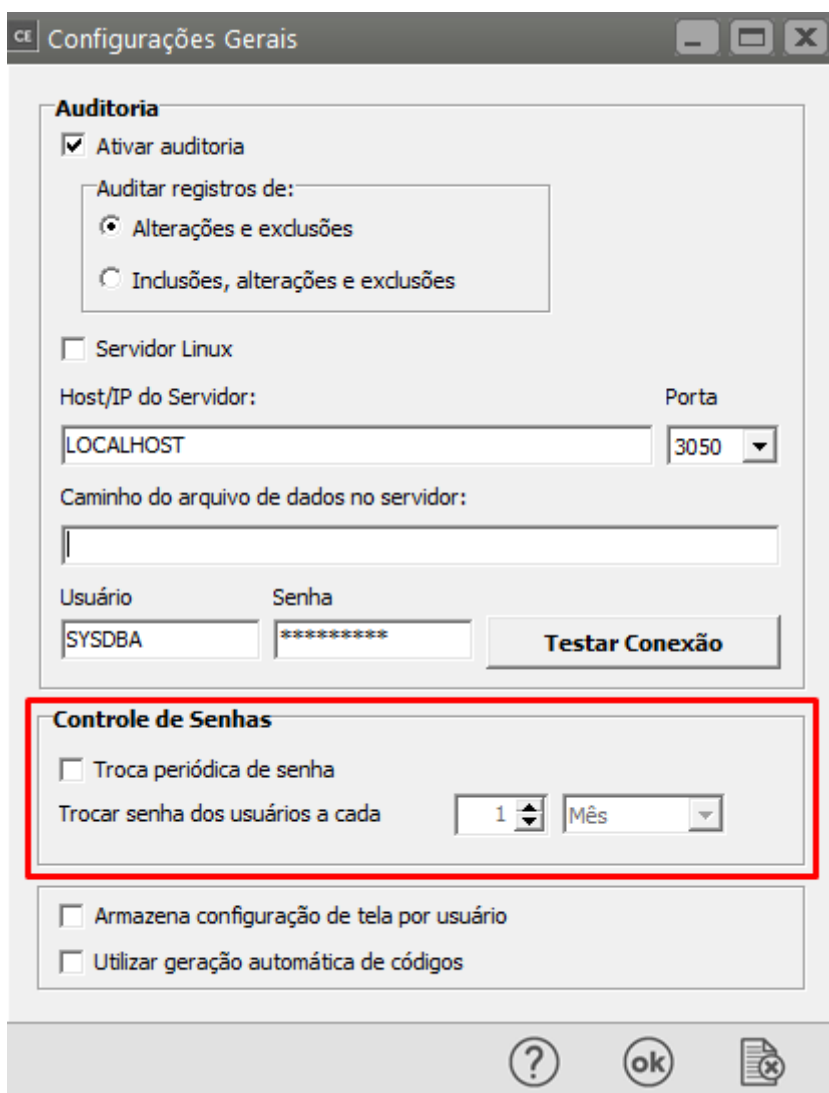 CE Configurações Gerais
Auditoria
Ativar auditoria
Auditar registros de:
Alterações e exclusões
Inclusões, alterações e exclusões
Servidor Linux
Host/IP do Servidor: Porta
LOCALHOST 3050
Caminho do arquivo de dados no servidor:
Usuário Senha
SYSDBA ********* Testar Conexão
Controle de Senhas
Troca periódica de senha
Trocar senha dos usuários a cada 1 Mês
Armazena configuração de tela por usuário
Utilizar geração automática de códigos
? ok